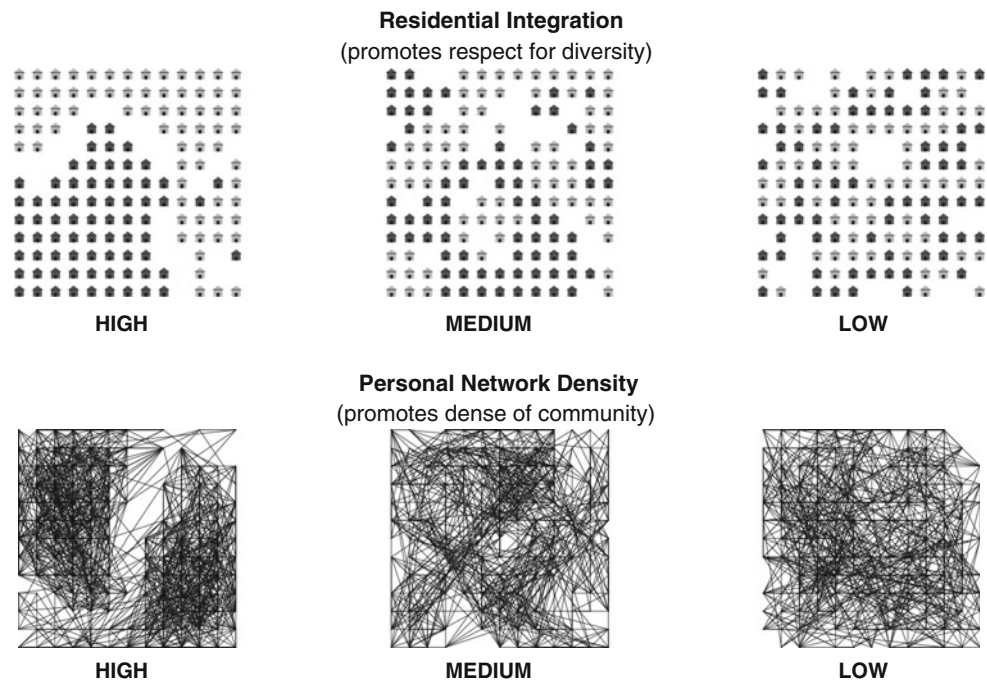 Residential Integration
(promotes respect for diversity)
HIGH MEDIUM LOW
Personal Network Density
(promotes dense of community)
HIGH MEDIUM LOW